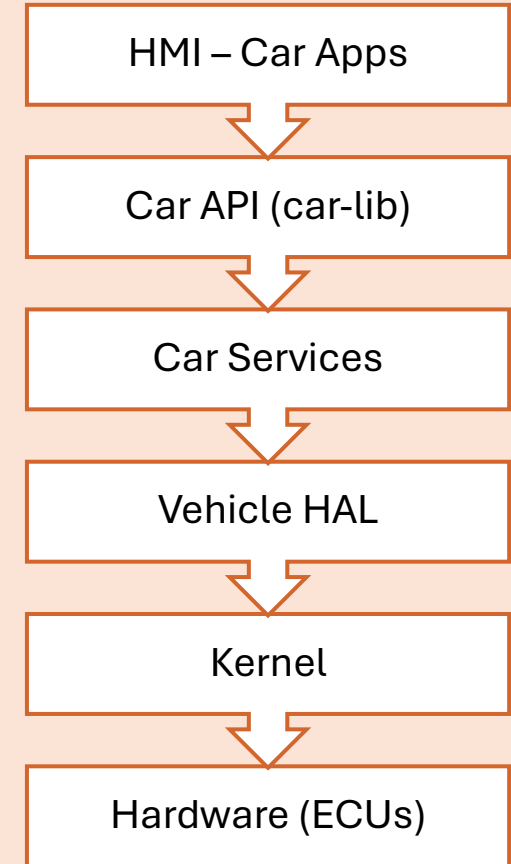 HMI – Car Apps
Car API (car-lib)
Car Services
Vehicle HAL
Kernel
Hardware (ECUs)